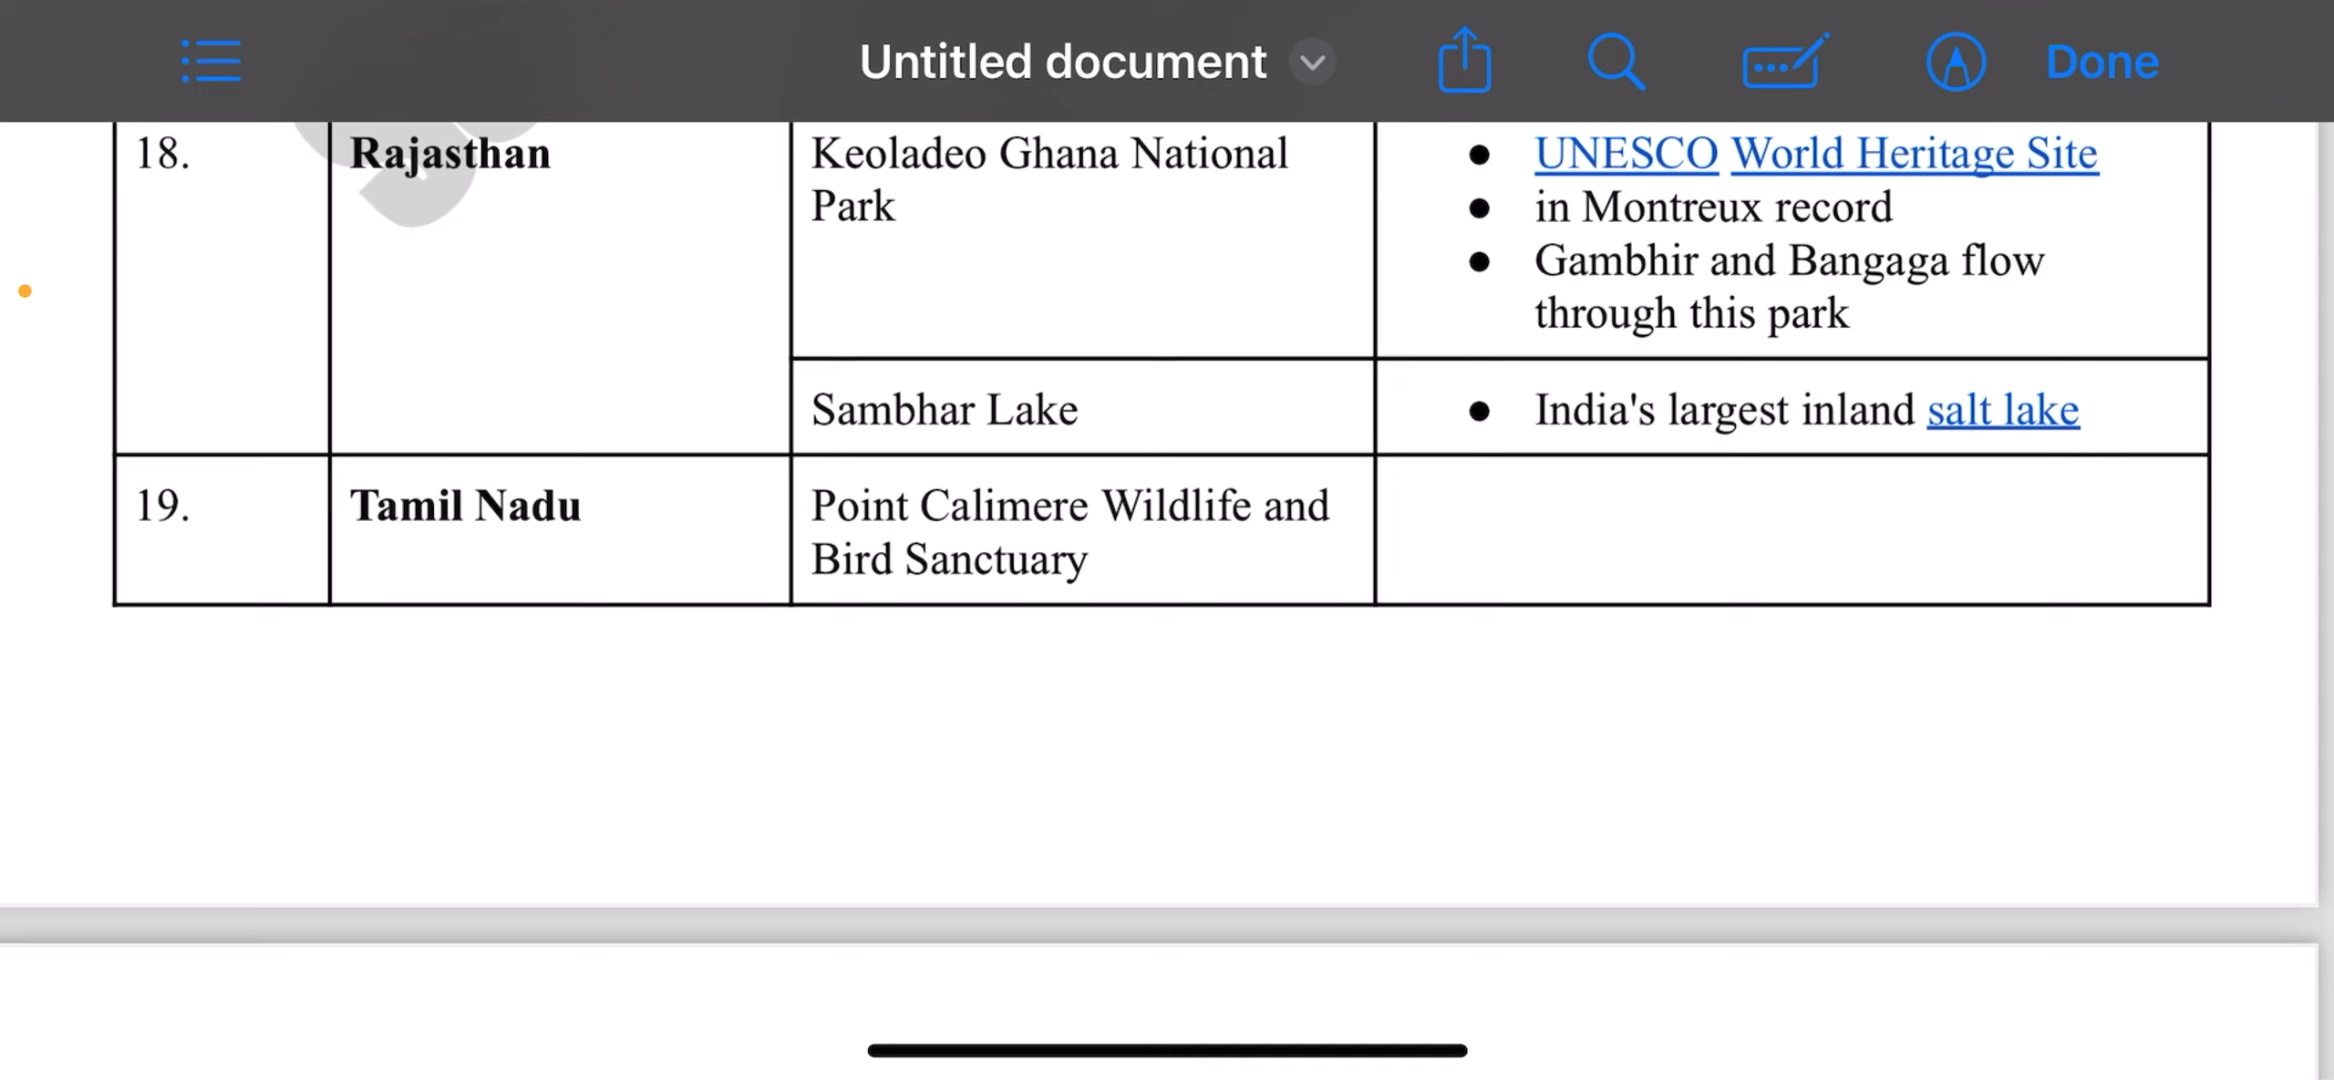 Untitled document
Done
18.
Rajasthan
Keoladeo Ghana National
Park
● UNESCO World Heritage Site
● in Montreux record
● Gambhir and Bangaga flow
through this park
Sambhar Lake
● India's largest inland salt lake
19.
Tamil Nadu
Point Calimere Wildlife and
Bird Sanctuary